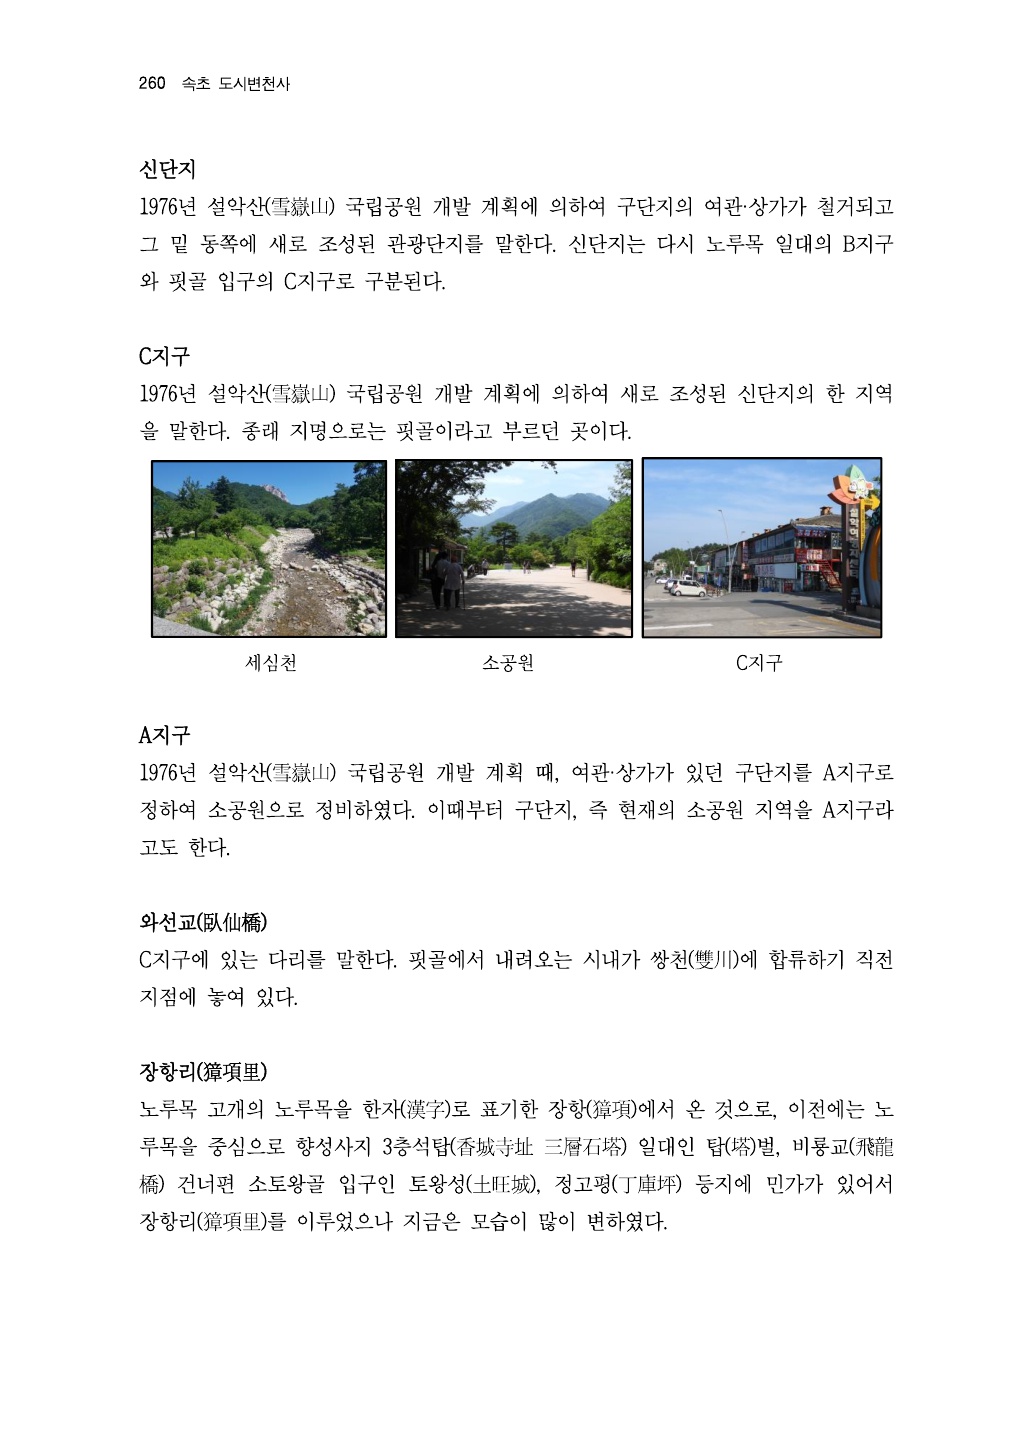 260 속초 도시변천사
신단지
1976년 설악산(雪嶽山) 국립공원 개발 계획에 의하여 구단지의 여관·상가가 철거되고
그 밑 동쪽에 새로 조성된 관광단지를 말한다. 신단지는 다시 노루목 일대의 B지구
와 핏골 입구의 C지구로 구분된다.
C지구
1976년 설악산(雪嶽山) 국립공원 개발 계획에 의하여 새로 조성된 신단지의 한 지역
을 말한다. 종래 지명으로는 핏골이라고 부르던 곳이다.
세심천 소공원 C지구
A지구
1976년 설악산(雪嶽山) 국립공원 개발 계획 때, 여관·상가가 있던 구단지를 A지구로
정하여 소공원으로 정비하였다. 이때부터 구단지, 즉 현재의 소공원 지역을 A지구라
고도 한다.
와선교(臥仙橋)
C지구에 있는 다리를 말한다. 핏골에서 내려오는 시내가 쌍천(雙川)에 합류하기 직전
지점에 놓여 있다.
장항리(獐項里)
노루목 고개의 노루목을 한자(漢字)로 표기한 장항(獐項)에서 온 것으로, 이전에는 노
루목을 중심으로 향성사지 3층석탑(香城寺址 三層石塔) 일대인 탑(塔)벌, 비룡교(飛龍
橋) 건너편 소토왕골 입구인 토왕성(土旺城), 정고평(丁庫坪) 등지에 민가가 있어서
장항리(獐項里)를 이루었으나 지금은 모습이 많이 변하였다.